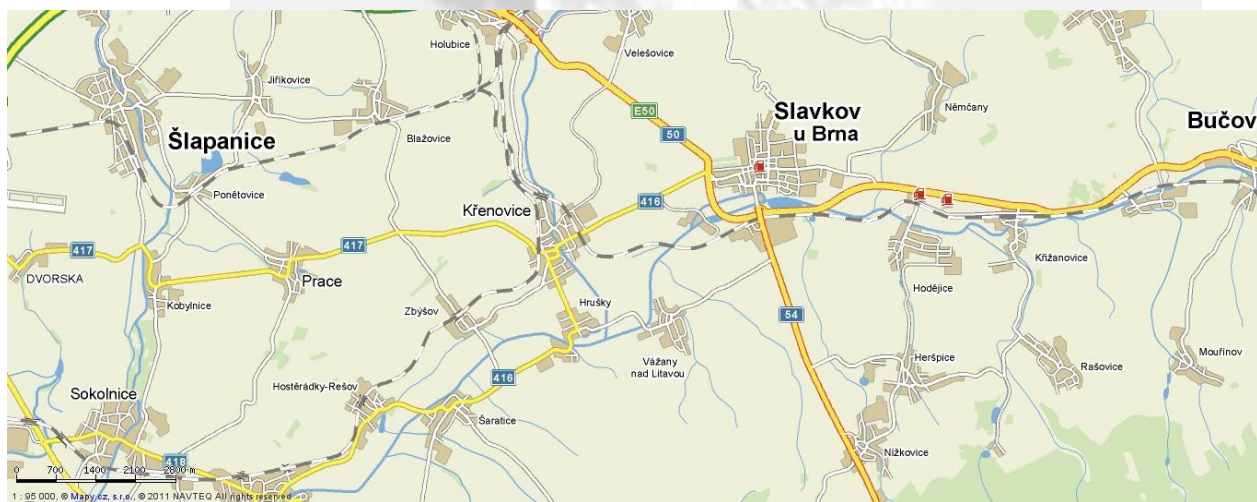 Holubice
Velešovice
Jiříkovice
Němčany
E50
Slavkov
u Brna
50
Bučov
Šlapanice
Blažovice
Ponětovice
416
Křenovice
417
417
DVORSKA
Prace
Křižanovice
Kobylnice
Hodějice
Zbýšov
Hrušky
54
Vážany
nad Litavou
Heršpice
Mouřínov
Rašovice
416
Hostěrádky-Rešov
Sokolnice
Šaratice
Nížkovice
418
0 700 1400 2100 2800 m
1 : 95 000, © Mapy.cz, s.r.o., © 2011 NAVTEQ All rights reserved